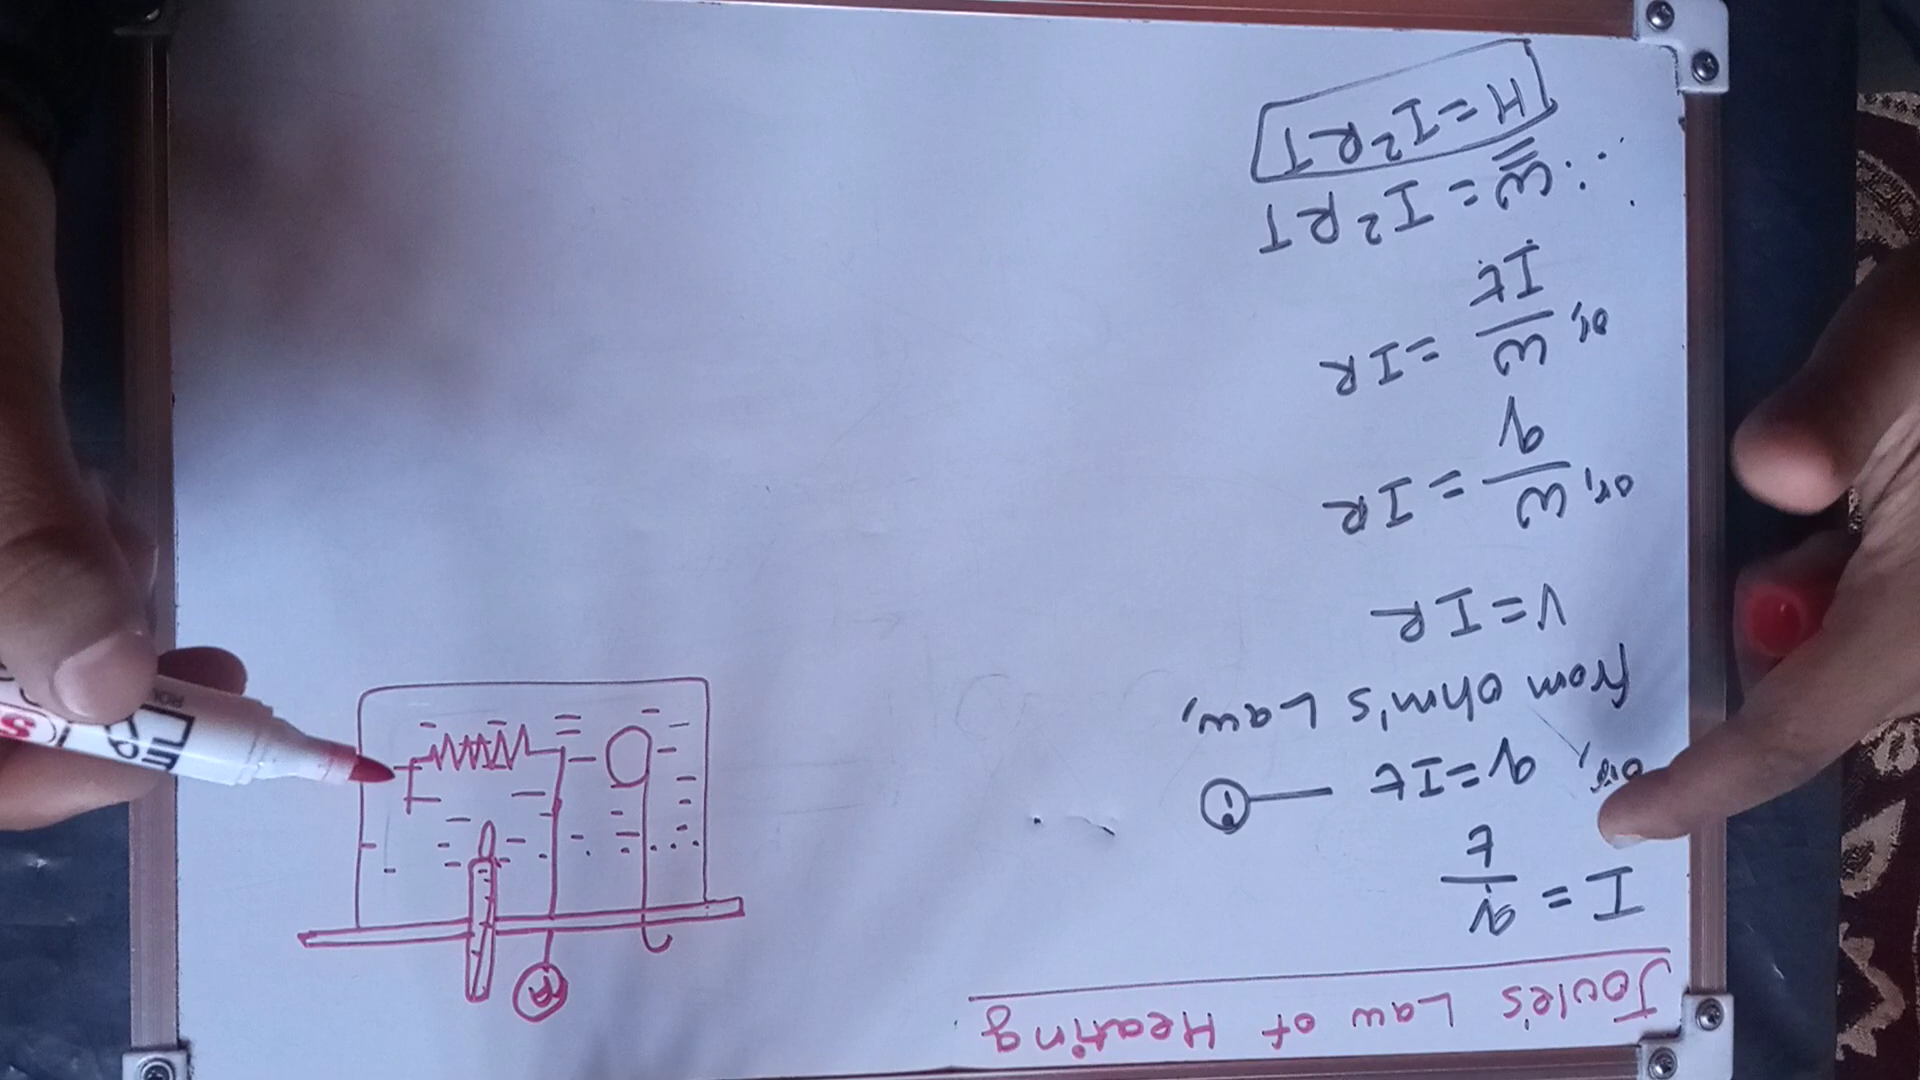 Joule's Law of Heating
I = q/t
or, q = It — (i)
from ohm's Law,
V = IR
or, W/q = IR
or, W/It = IR
∴ W = I²RT
H = I²RT
A